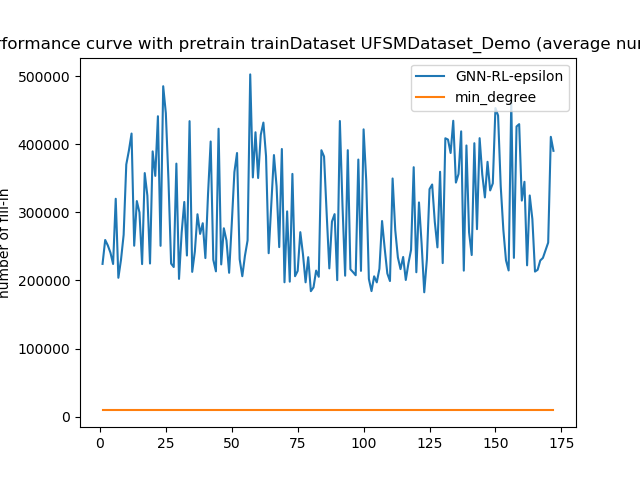 rformance curve with pretrain trainDataset UFSMDataset_Demo (average nu
number of fill-in
500000
400000
300000
200000
100000
0
0 25 50 75 100 125 150 175
GNN-RL-epsilon
min_degree